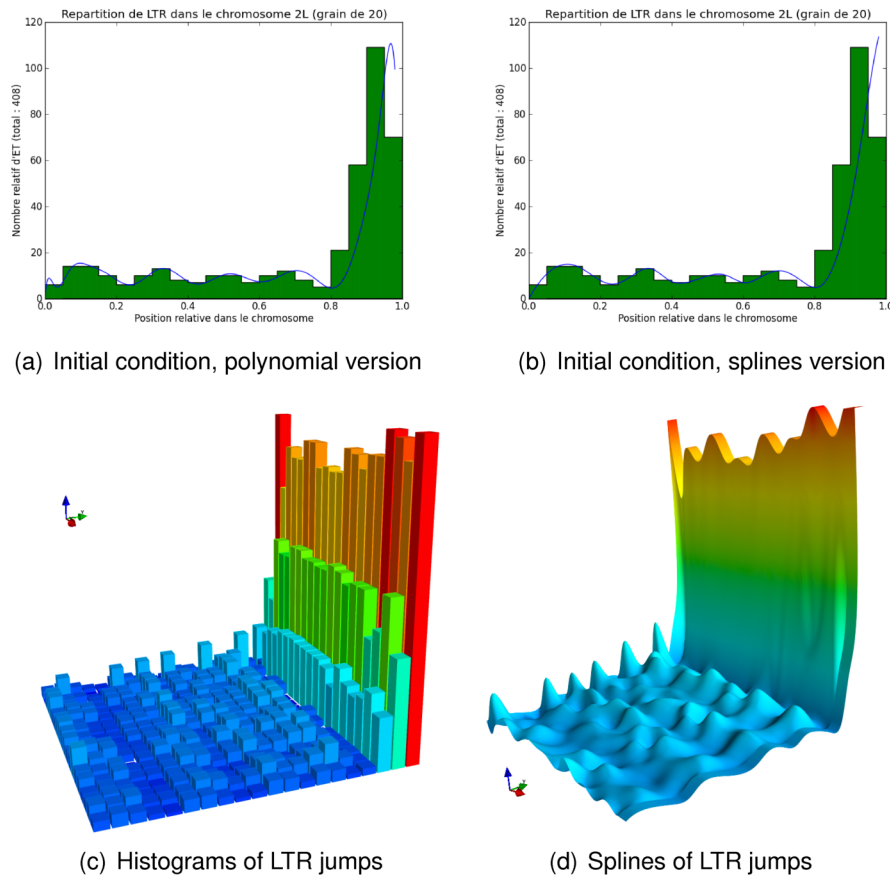 Repartition de LTR dans le chromosome 2L (grain de 20)
Nombre relatif d'ET (total : 408)
120
100
80
60
40
20
0
0.0 0.2 0.4 0.6 0.8 1.0
Position relative dans le chromosome
(a) Initial condition, polynomial version
Repartition de LTR dans le chromosome 2L (grain de 20)
Nombre relatif d'ET (total : 408)
120
100
80
60
40
20
0
0.0 0.2 0.4 0.6 0.8 1.0
Position relative dans le chromosome
(b) Initial condition, splines version
Y
(c) Histograms of LTR jumps
Y
(d) Splines of LTR jumps